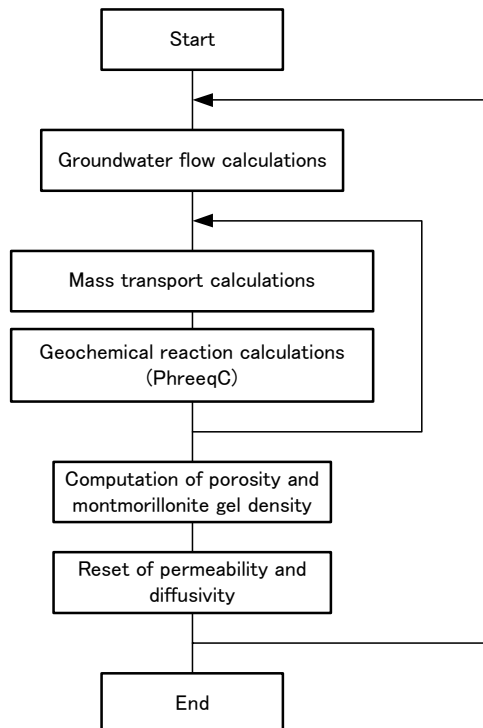 Start
Groundwater flow calculations
Mass transport calculations
Geochemical reaction calculations
(PhreeqC)
Computation of porosity and
montmorillonite gel density
Reset of permeability and
diffusivity
End